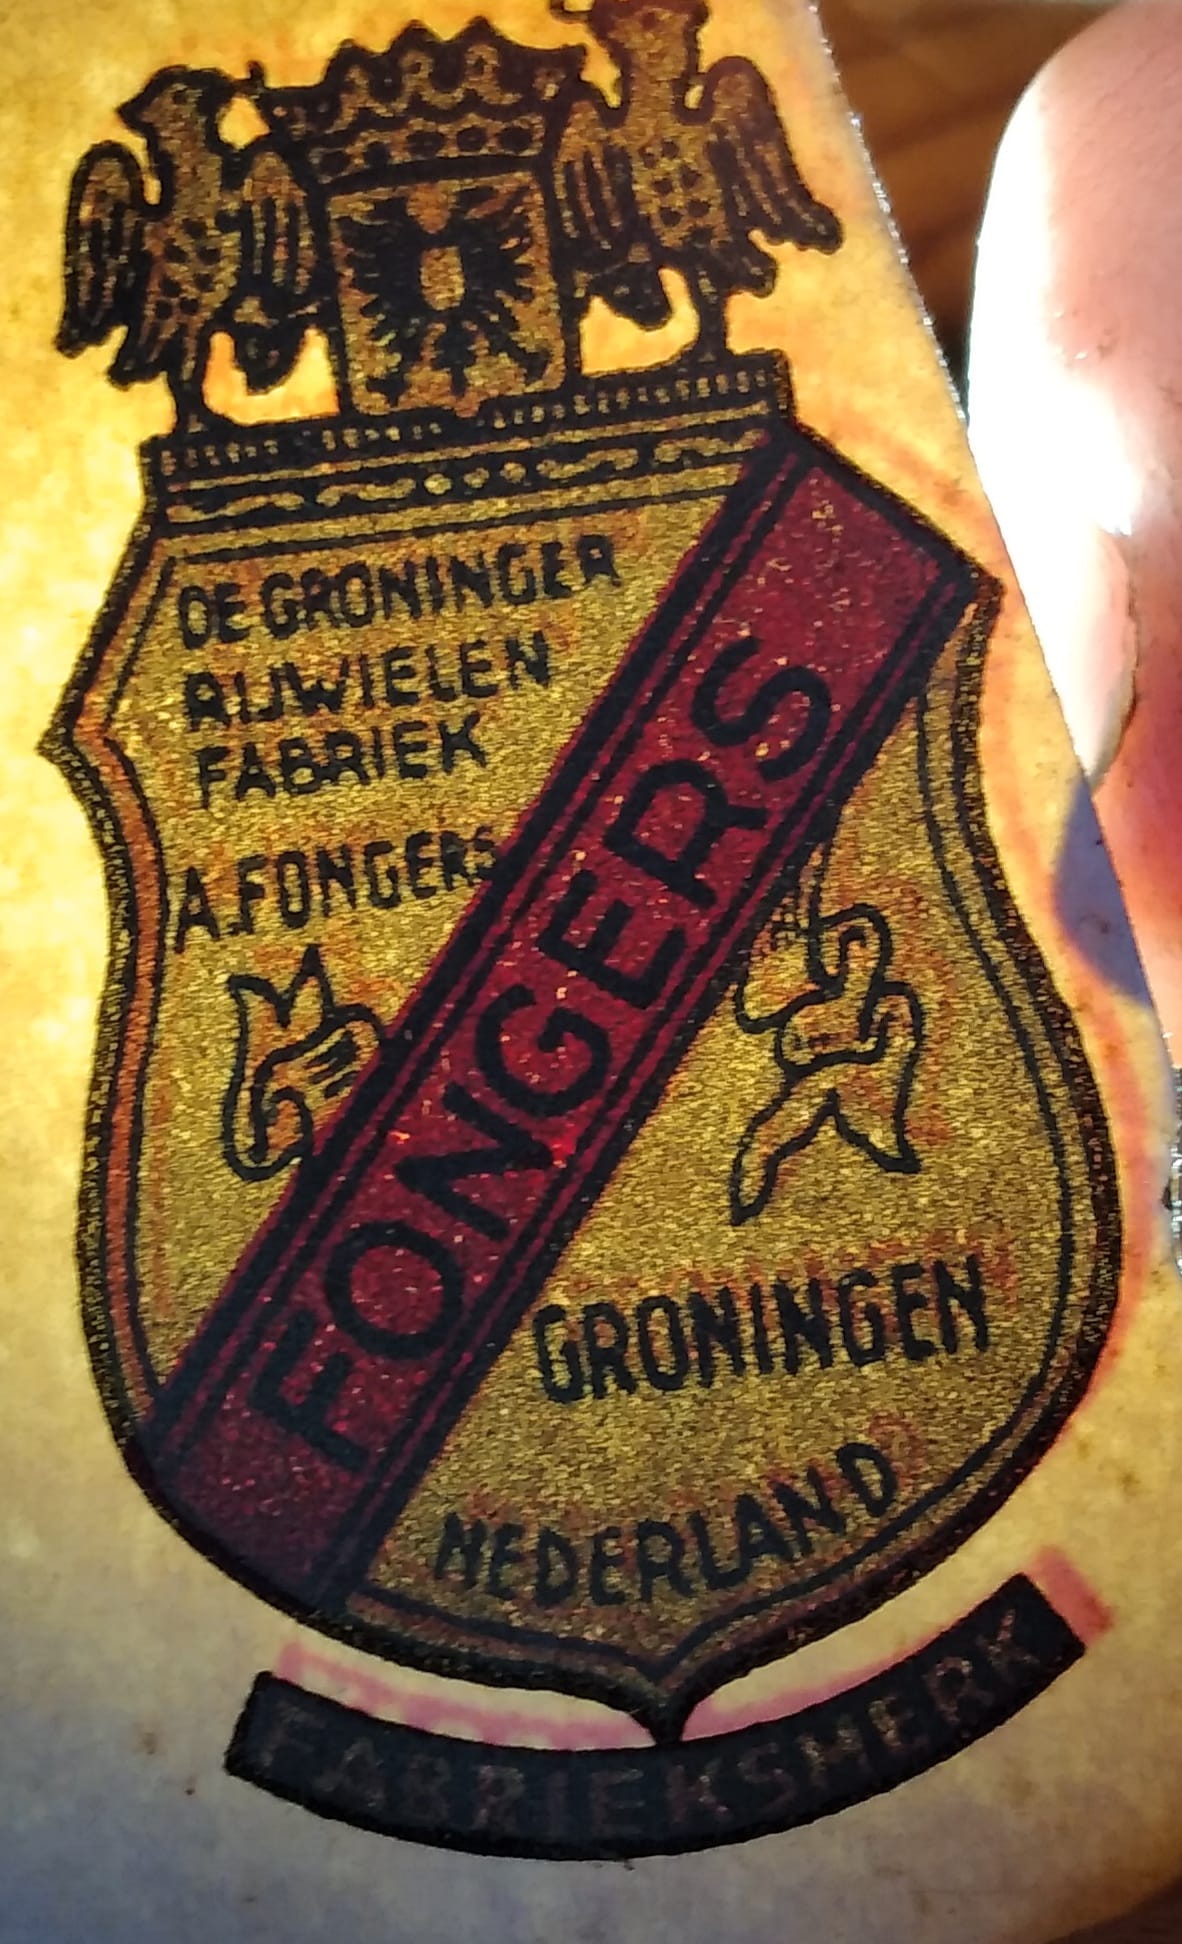 DE GRONINGER
RIJWIELEN
FABRIEK
A. FONGERS
FONGERS
GRONINGEN
NEDERLAND
FABRIEKSMERK